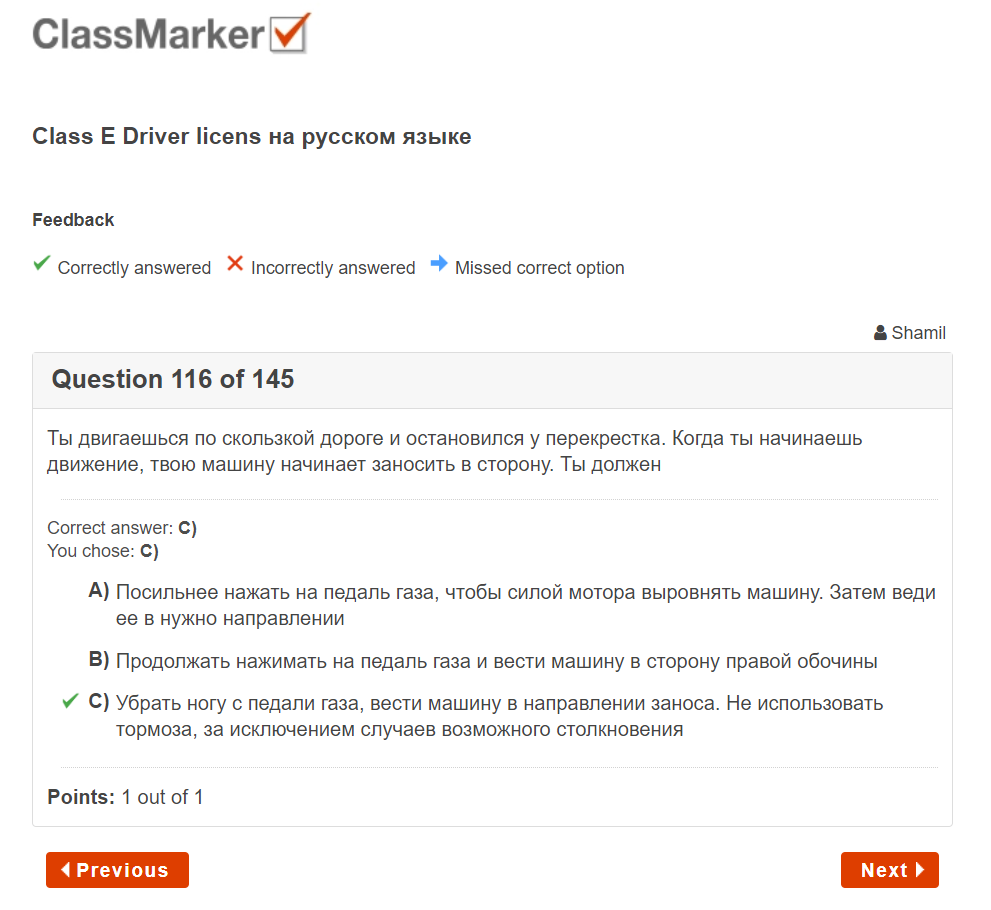 ClassMarker
Class E Driver licens на русском языке
Feedback
Correctly answered Incorrectly answered Missed correct option
Shamil
Question 116 of 145
Ты двигаешься по скользкой дороге и остановился у перекрестка. Когда ты начинаешь
движение, твою машину начинает заносить в сторону. Ты должен
Correct answer: C)
You chose: C)
A) Посильнее нажать на педаль газа, чтобы силой мотора выровнять машину. Затем веди
ее в нужно направлении
B) Продолжать нажимать на педаль газа и вести машину в сторону правой обочины
C) Убрать ногу с педали газа, вести машину в направлении заноса. Не использовать
тормоза, за исключением случаев возможного столкновения
Points: 1 out of 1
Previous Next